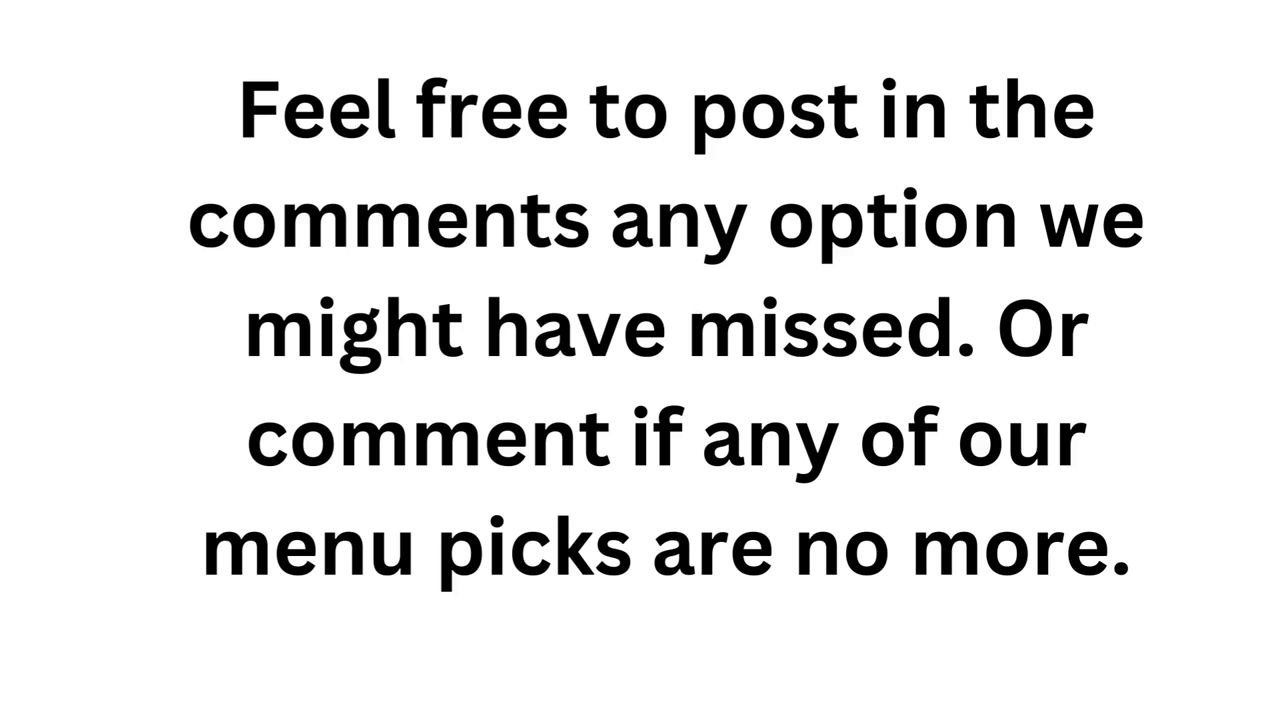 Feel free to post in the
comments any option we
might have missed. Or
comment if any of our
menu picks are no more.